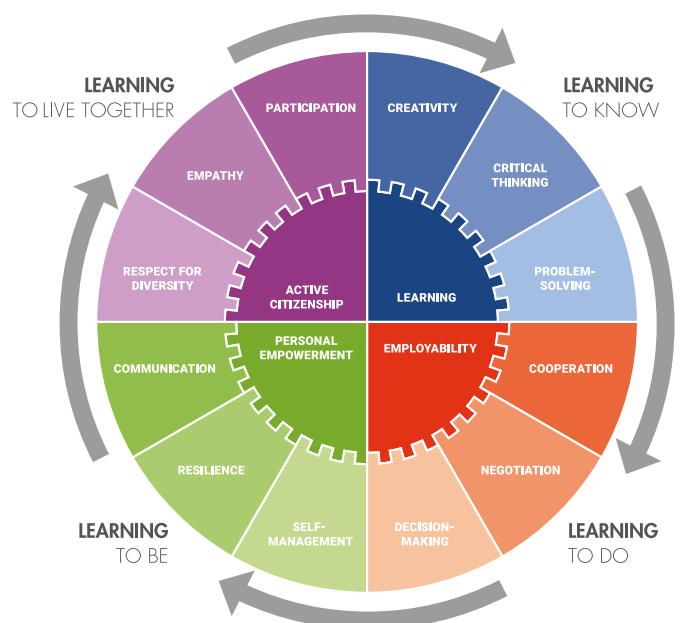 LEARNING
TO LIVE TOGETHER
LEARNING
TO KNOW
PARTICIPATION
CREATIVITY
EMPATHY
CRITICAL
THINKING
RESPECT FOR
DIVERSITY
ACTIVE
CITIZENSHIP
LEARNING
PROBLEM-
SOLVING
COMMUNICATION
PERSONAL
EMPOWERMENT
EMPLOYABILITY
COOPERATION
RESILIENCE
NEGOTIATION
SELF-
MANAGEMENT
DECISION-
MAKING
LEARNING
TO BE
LEARNING
TO DO